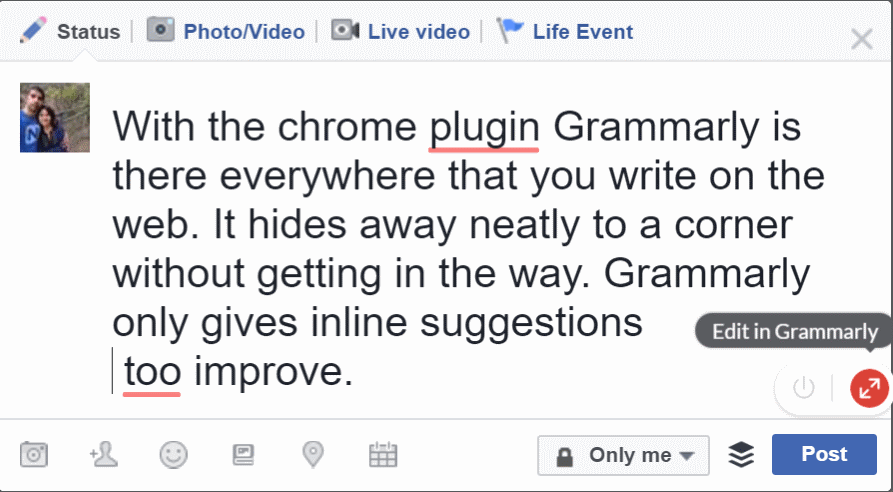 Status Photo/Video Live video Life Event
With the chrome plugin Grammarly is
there everywhere that you write on the
web. It hides away neatly to a corner
without getting in the way. Grammarly
only gives inline suggestions
too improve.
Edit in Grammarly
Only me Post